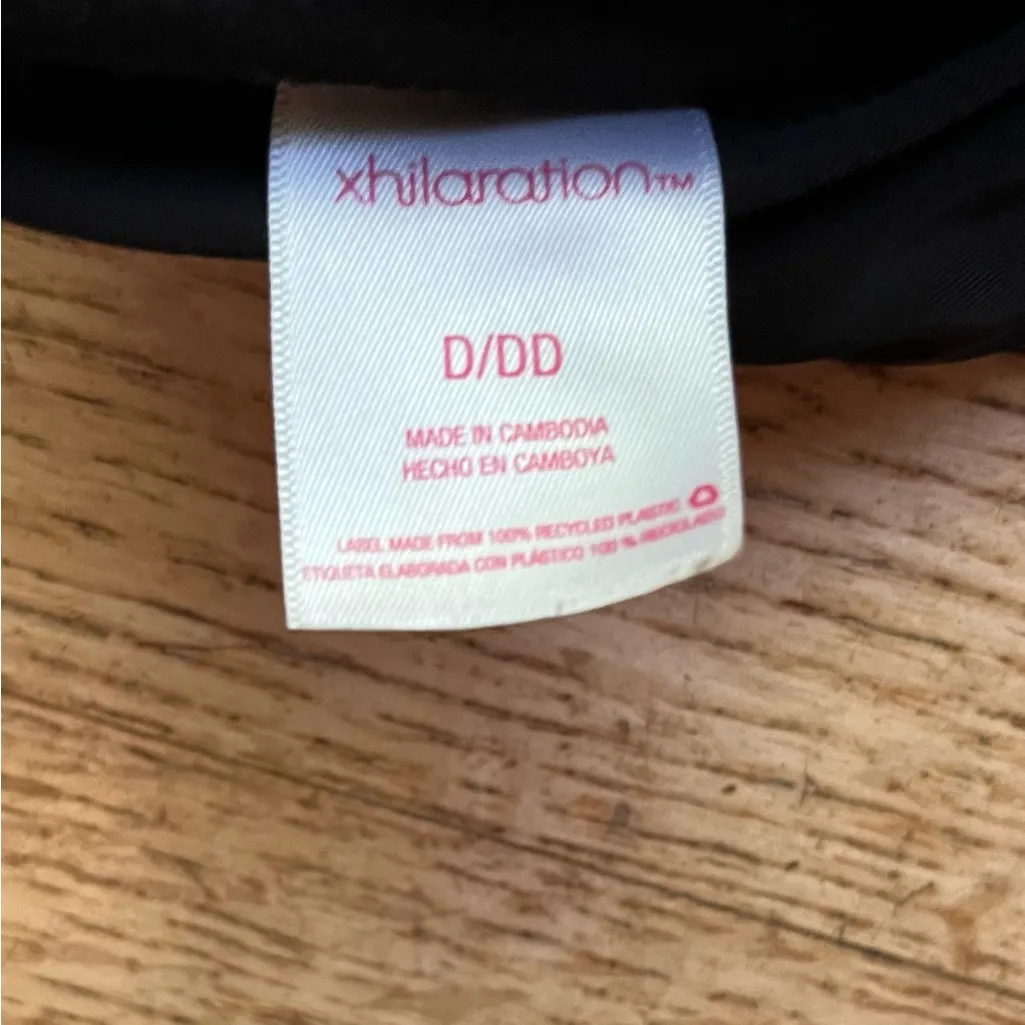 xhilaration™
D/DD
MADE IN CAMBODIA
HECHO EN CAMBOYA
LABEL MADE FROM 100% RECYCLED PLASTIC
ETIQUETA ELABORADA CON PLÁSTICO 100 % RECICLADO